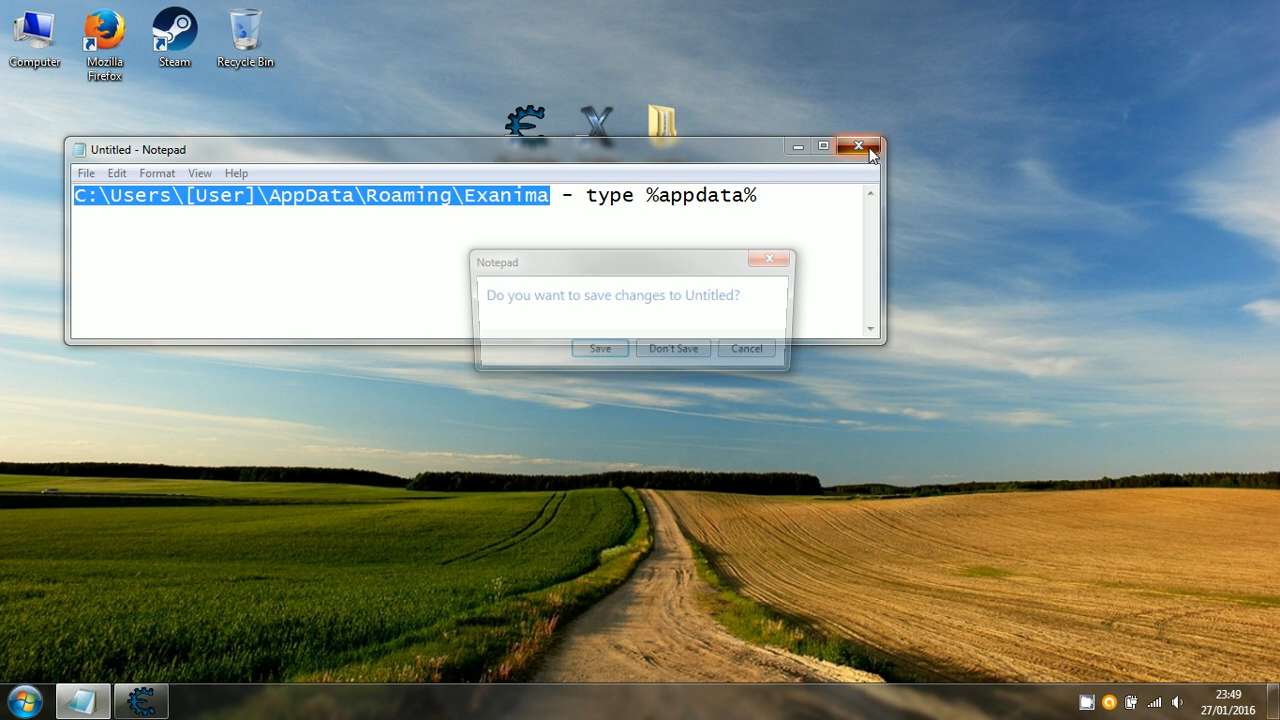 Computer
Mozilla
Firefox
Steam
Recycle Bin
Untitled - Notepad
File Edit Format View Help
C:\Users\[User]\AppData\Roaming\Exanima - type %appdata%
Notepad
Do you want to save changes to Untitled?
Save Don't Save Cancel
23:49
27/01/2016